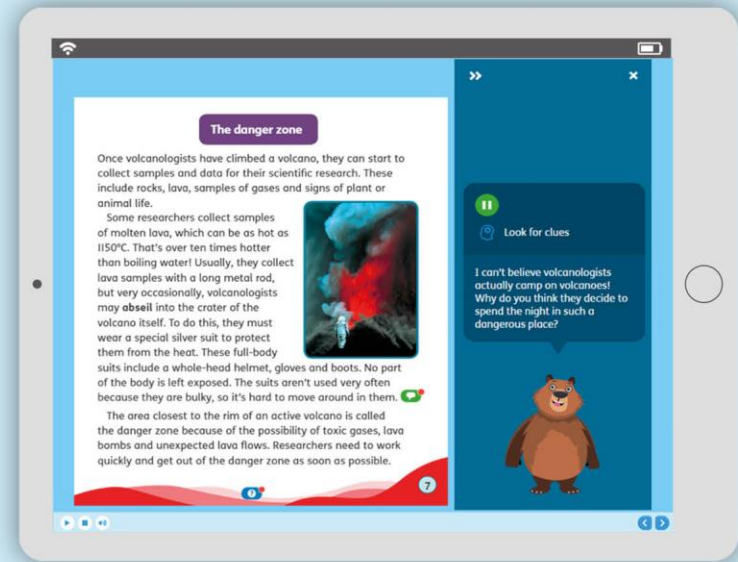 The danger zone
Once volcanologists have climbed a volcano, they can start to
collect samples and data for their scientific research. These
include rocks, lava, samples of gases and signs of plant or
animal life.
Some researchers collect samples
of molten lava, which can be as hot as
1150°C. That's over ten times hotter
than boiling water! Usually, they collect
lava samples with a long metal rod,
but very occasionally, volcanologists
may abseil into the crater of the
volcano itself. To do this, they must
wear a special silver suit to protect
them from the heat. These full-body
suits include a whole-head helmet, gloves and boots. No part
of the body is left exposed. The suits aren't used very often
because they are bulky, so it's hard to move around in them.
The area closest to the rim of an active volcano is called
the danger zone because of the possibility of toxic gases, lava
bombs and unexpected lava flows. Researchers need to work
quickly and get out of the danger zone as soon as possible.
7
Look for clues
I can't believe volcanologists
actually camp on volcanoes!
Why do you think they decide to
spend the night in such a
dangerous place?